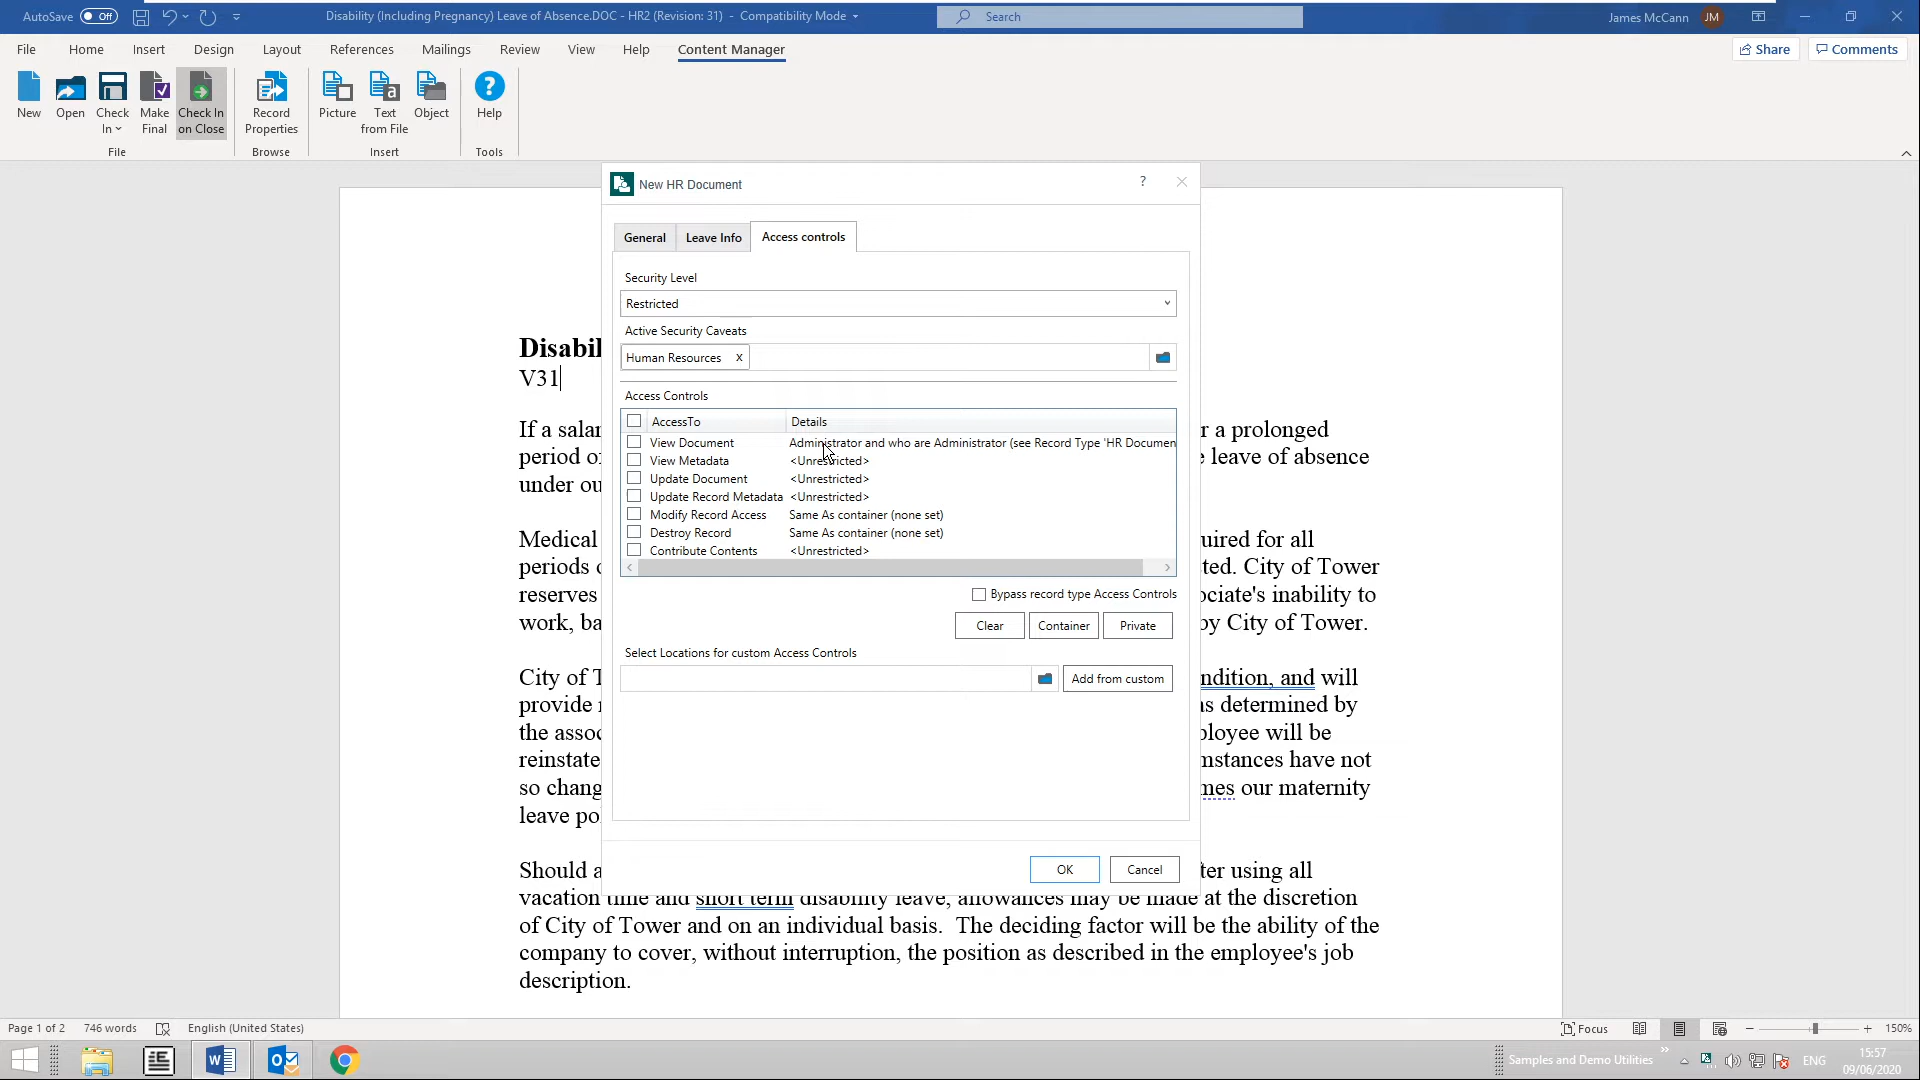 AutoSave Off Disability (Including Pregnancy) Leave of Absence.DOC - HR2 (Revision: 31) - Compatibility Mode Search James McCann JM
File Home Insert Design Layout References Mailings Review View Help Content Manager Share Comments
New Open Check In Make Final Check In on Close Record Properties Picture Text from File Object Help
File Browse Insert Tools
New HR Document ?
General Leave Info Access controls
Security Level
Restricted
Active Security Caveats
Human Resources x
Access Controls
AccessTo Details
View Document Administrator and who are Administrator (see Record Type 'HR Documen
View Metadata <Unrestricted>
Update Document <Unrestricted>
Update Record Metadata <Unrestricted>
Modify Record Access Same As container (none set)
Destroy Record Same As container (none set)
Contribute Contents <Unrestricted>
Bypass record type Access Controls
Clear Container Private
Select Locations for custom Access Controls
Add from custom
OK Cancel
Disabil
V31
If a salar r a prolonged
period o e leave of absence
under ou
Medical uired for all
periods ted. City of Tower
reserves ociate's inability to
work, ba by City of Tower.
City of T ndition, and will
provide as determined by
the assoc ployee will be
reinstate mstances have not
so chang mes our maternity
leave po
Should a ter using all
vacation time and short term disability leave, allowances may be made at the discretion
of City of Tower and on an individual basis. The deciding factor will be the ability of the
company to cover, without interruption, the position as described in the employee's job
description.
Page 1 of 2 746 words English (United States) Focus 150%
Samples and Demo Utilities ENG 15:57
09/06/2020